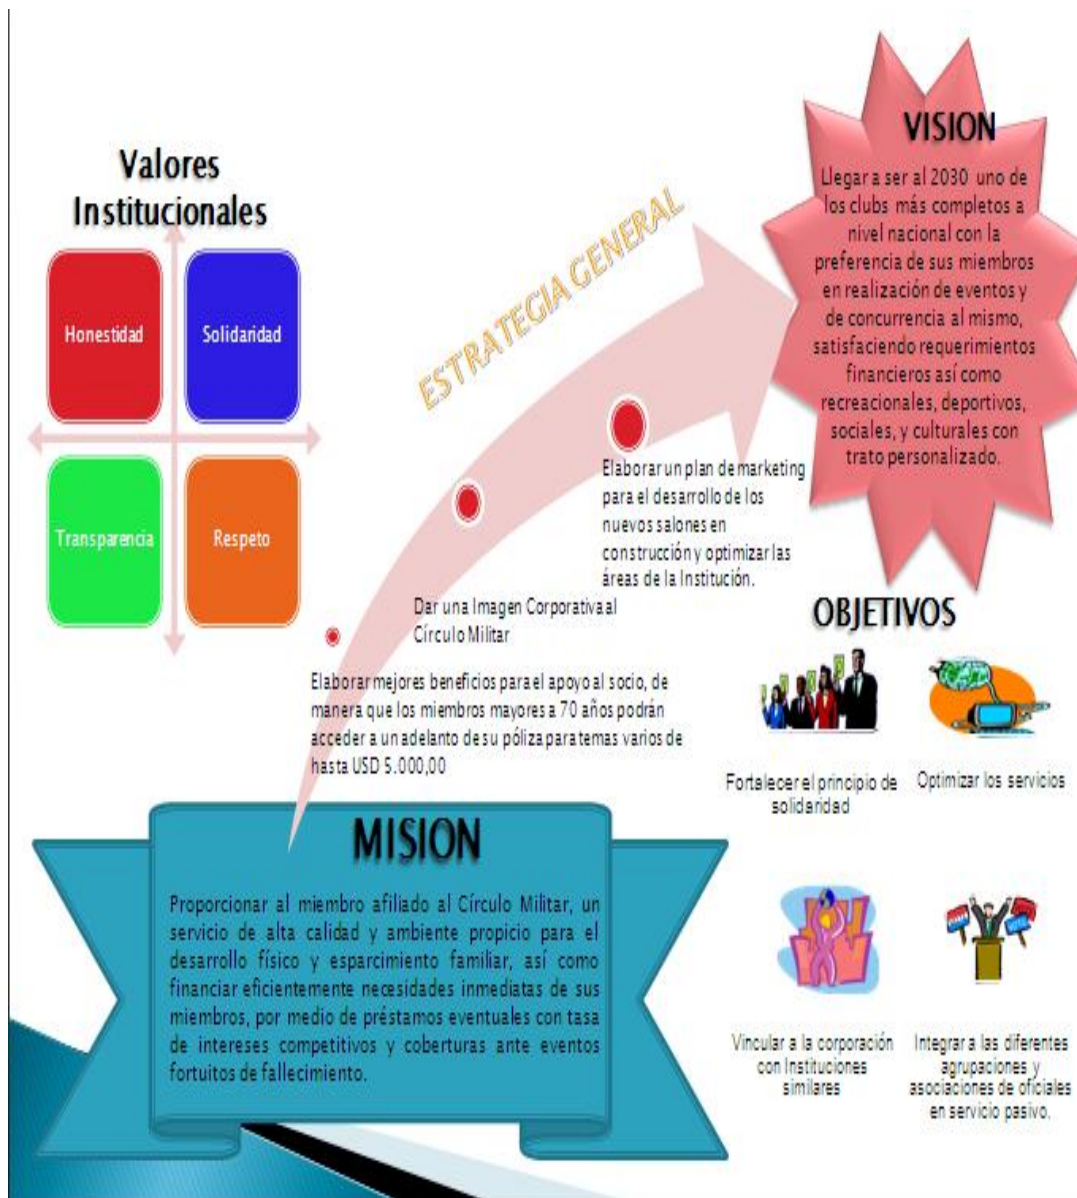 Valores
Institucionales
Honestidad
Solidaridad
Transparencia
Respeto
ESTRATEGIA GENERAL
VISION
Llegar a ser al 2030 uno de
los clubs más completos a
nivel nacional con la
preferencia de sus miembros
en realización de eventos y
de concurrencia al mismo,
satisfaciendo requerimientos
financieros así como
recreacionales, deportivos,
sociales, y culturales con
trato personalizado.
Elaborar un plan de marketing
para el desarrollo de los
nuevos salones en
construcción y optimizar las
áreas de la Institución.
Dar una Imagen Corporativa al
Círculo Militar
Elaborar mejores beneficios para el apoyo al socio, de
manera que los miembros mayores a 70 años podrán
acceder a un adelanto de su póliza para temas varios de
hasta USD 5.000,00
MISION
Proporcionar al miembro afiliado al Círculo Militar, un
servicio de alta calidad y ambiente propicio para el
desarrollo físico y esparcimiento familiar, así como
financiar eficientemente necesidades inmediatas de sus
miembros, por medio de préstamos eventuales con tasa
de intereses competitivos y coberturas ante eventos
fortuitos de fallecimiento.
OBJETIVOS
Fortalecer el principio de
solidaridad
Optimizar los servicios
Vincular a la corporación
con Instituciones
similares
Integrar a las diferentes
agrupaciones y
asociaciones de oficiales
en servicio pasivo.